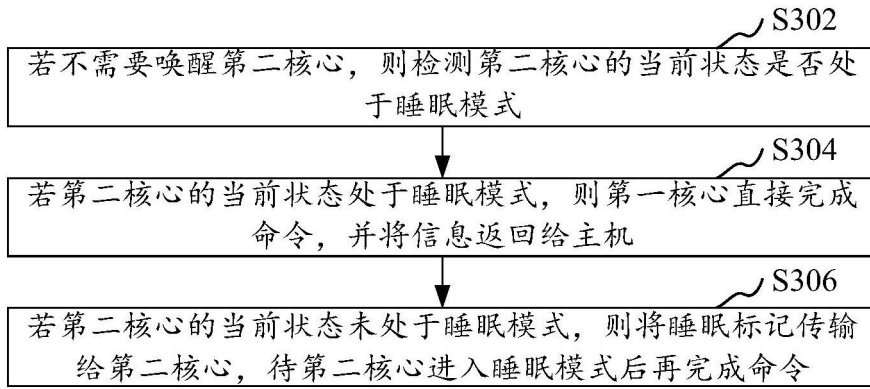 S302
若不需要唤醒第二核心，则检测第二核心的当前状态是否处
于睡眠模式
S304
若第二核心的当前状态处于睡眠模式，则第一核心直接完成
命令，并将信息返回给主机
S306
若第二核心的当前状态未处于睡眠模式，则将睡眠标记传输
给第二核心，待第二核心进入睡眠模式后再完成命令